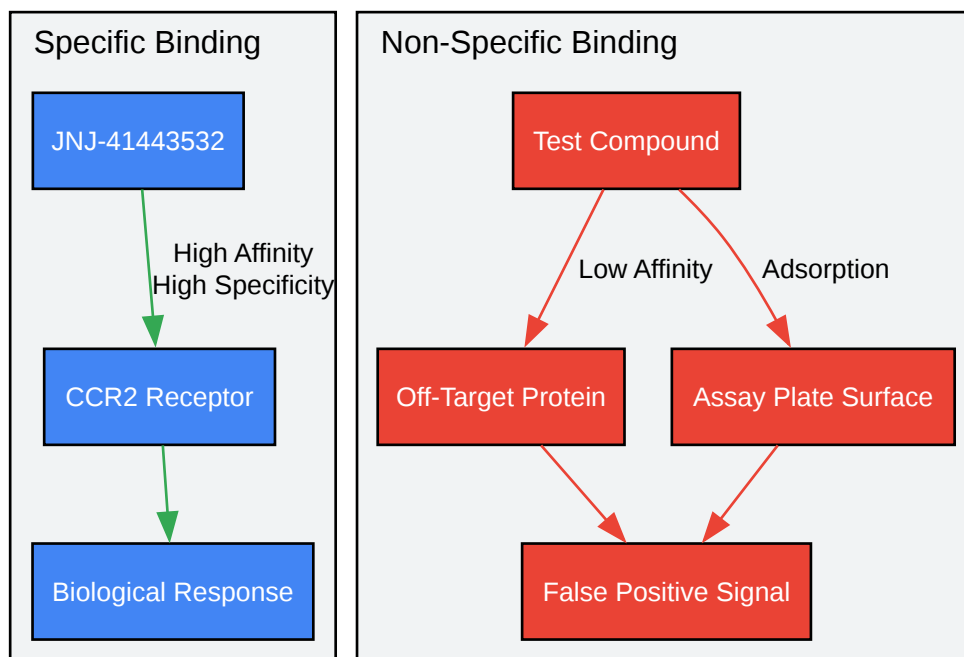 Specific Binding
JNJ-41443532
High Affinity
High Specificity
CCR2 Receptor
Biological Response
Non-Specific Binding
Test Compound
Low Affinity
Adsorption
Off-Target Protein
Assay Plate Surface
False Positive Signal